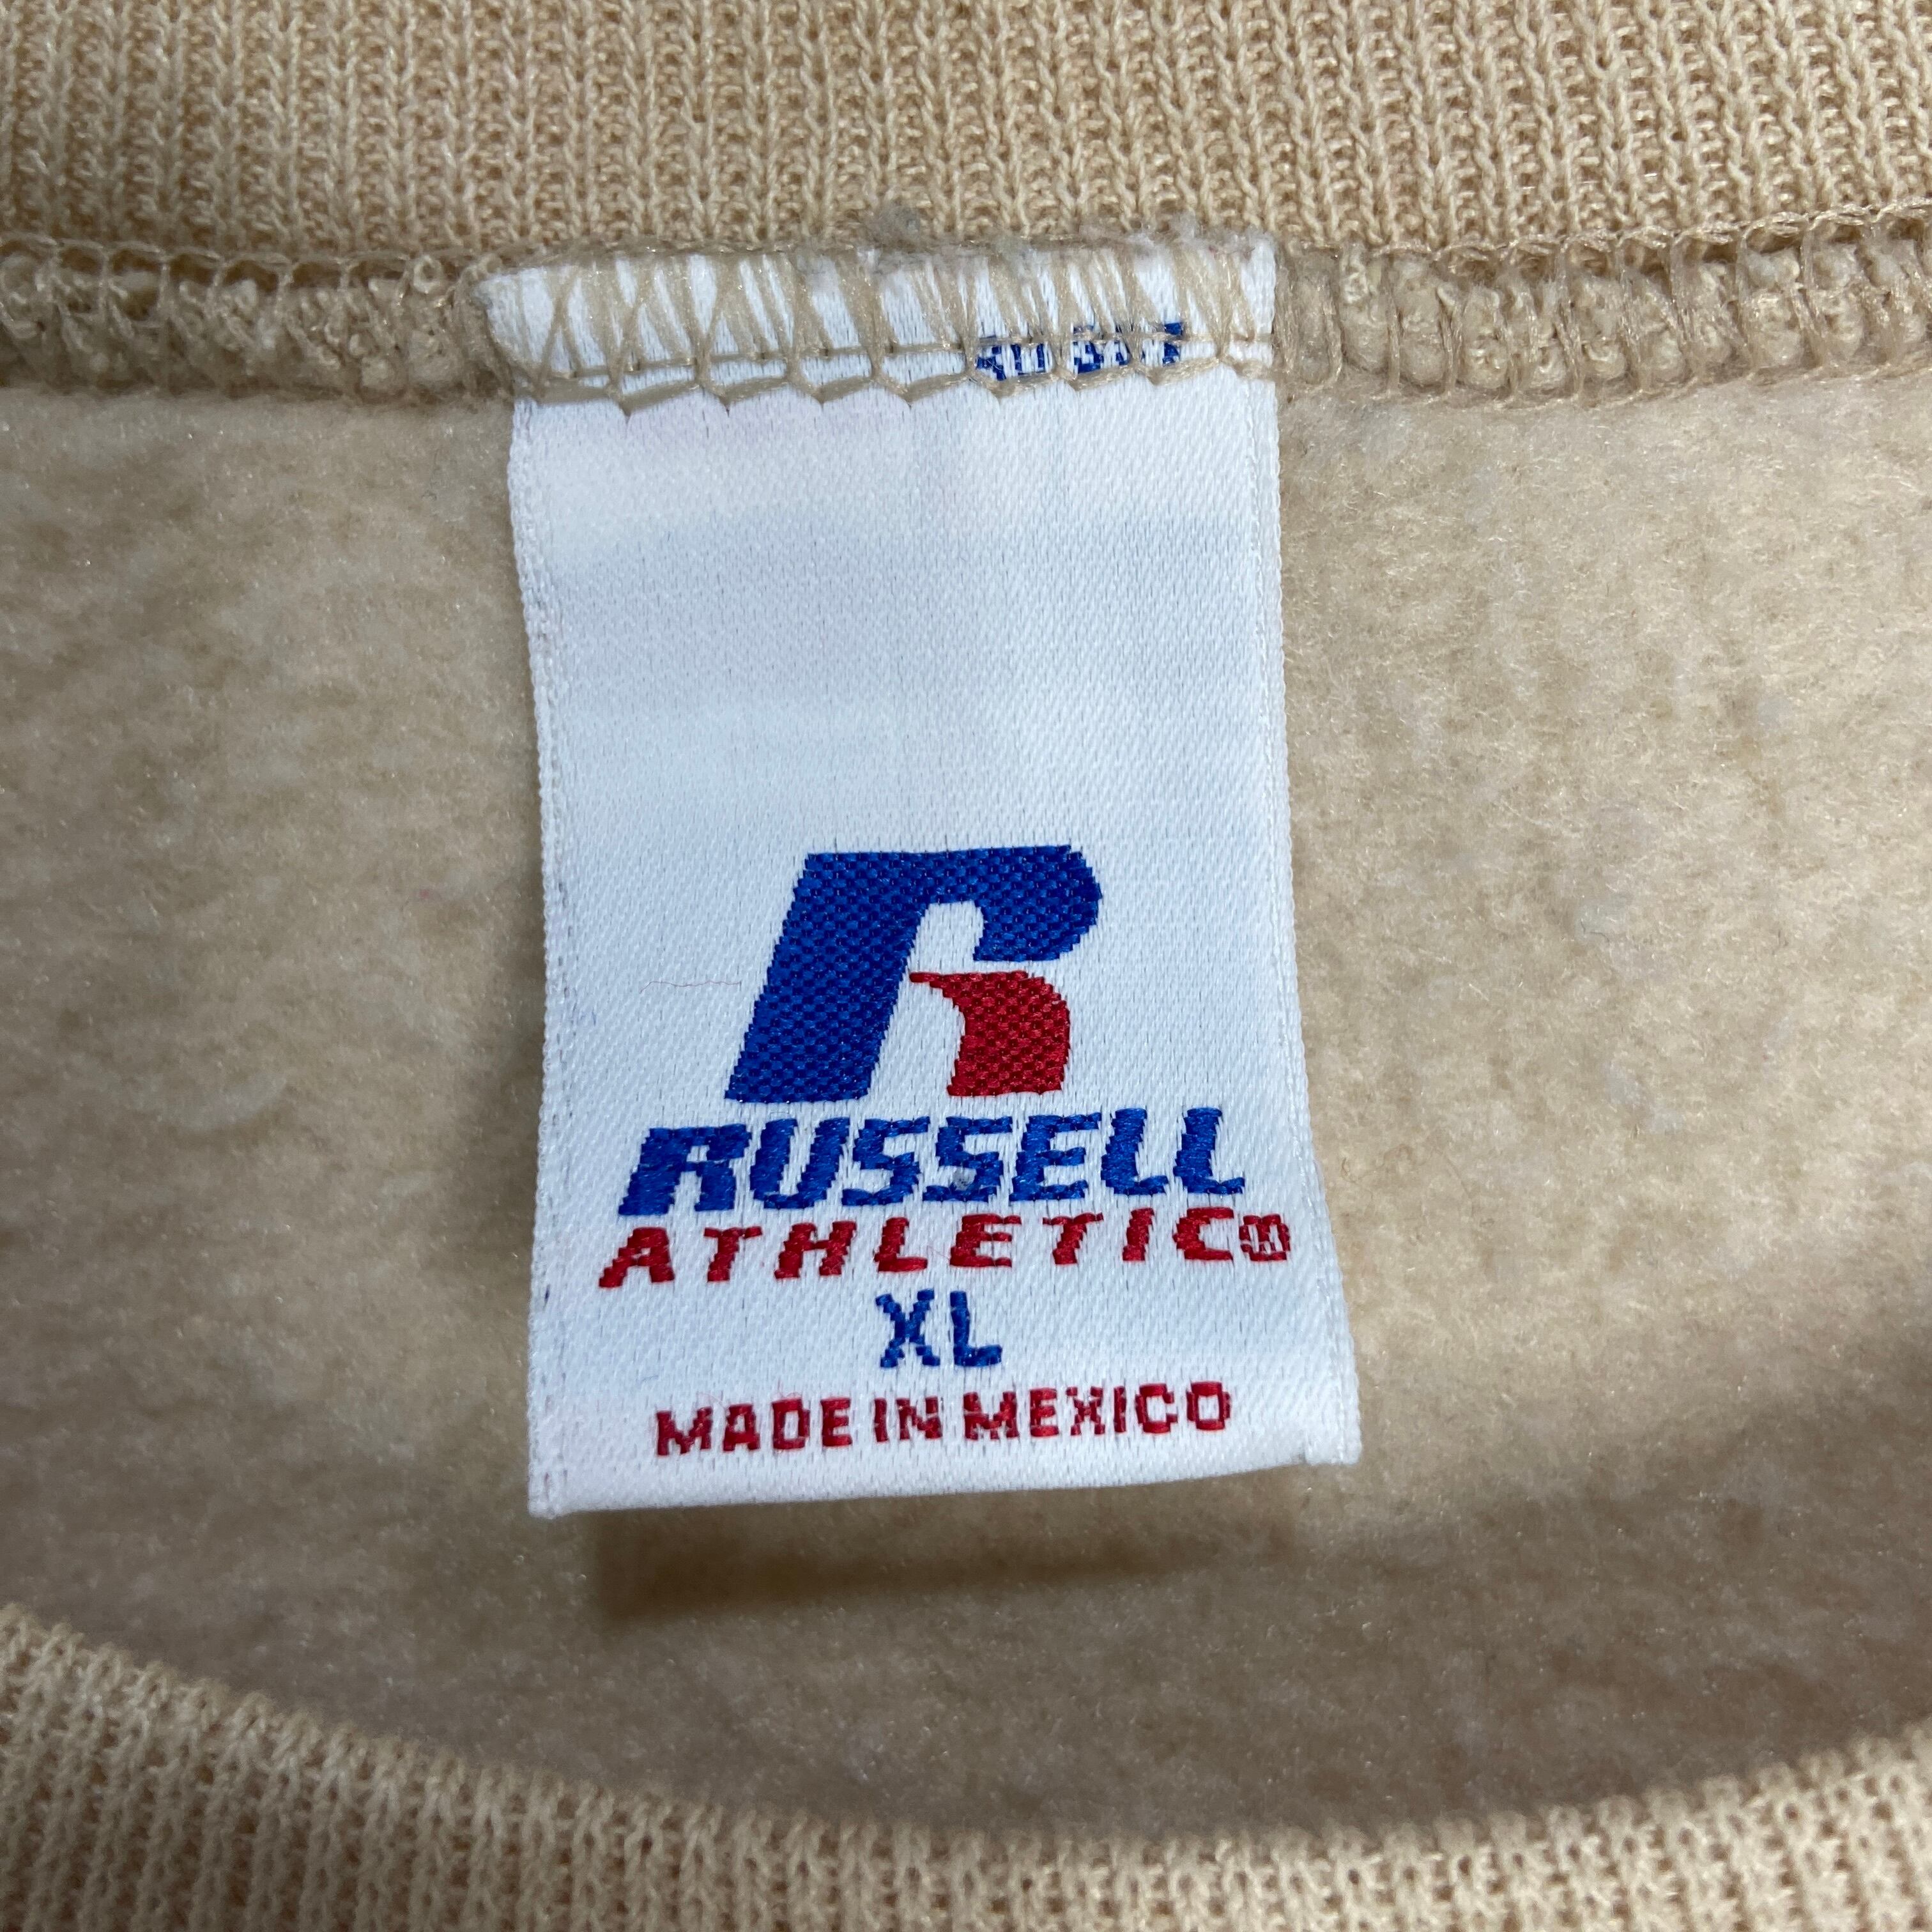 RUSSELL
ATHLETIC
XL
MADE IN MEXICO